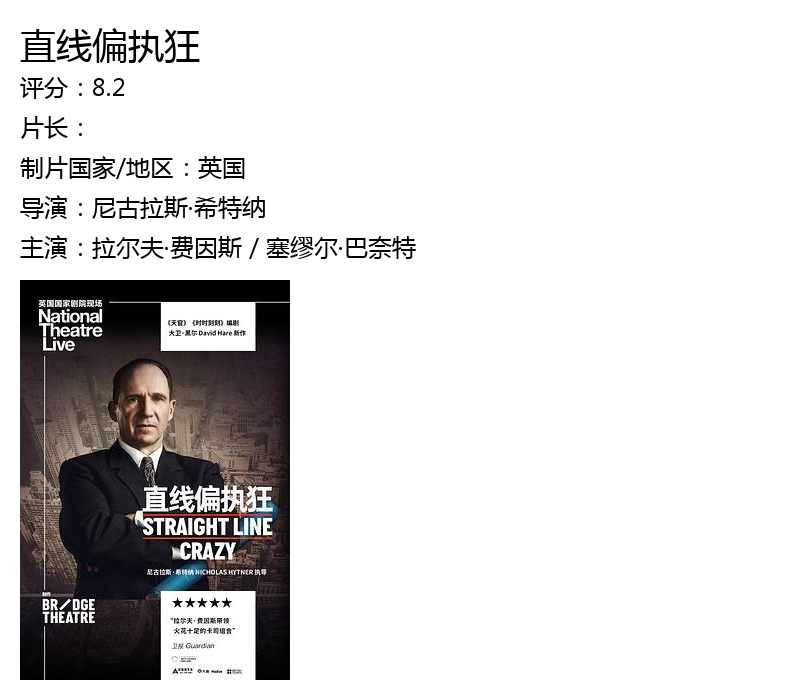 直线偏执狂
评分：8.2
片长：
制片国家/地区：英国
导演：尼古拉斯·希特纳
主演：拉尔夫·费因斯 / 塞缪尔·巴奈特
英国国家剧院现场
National
Theatre
Live
《天窗》《时时刻刻》编剧
大卫·黑尔 David Hare 新作
直线偏执狂
STRAIGHT LINE
CRAZY
尼古拉斯·希特纳 NICHOLAS HYTNER 执导
制作
BR/DGE
THEATRE
★★★★★
“拉尔夫·费因斯带领
火花十足的卡司组合”
卫报 Guardian